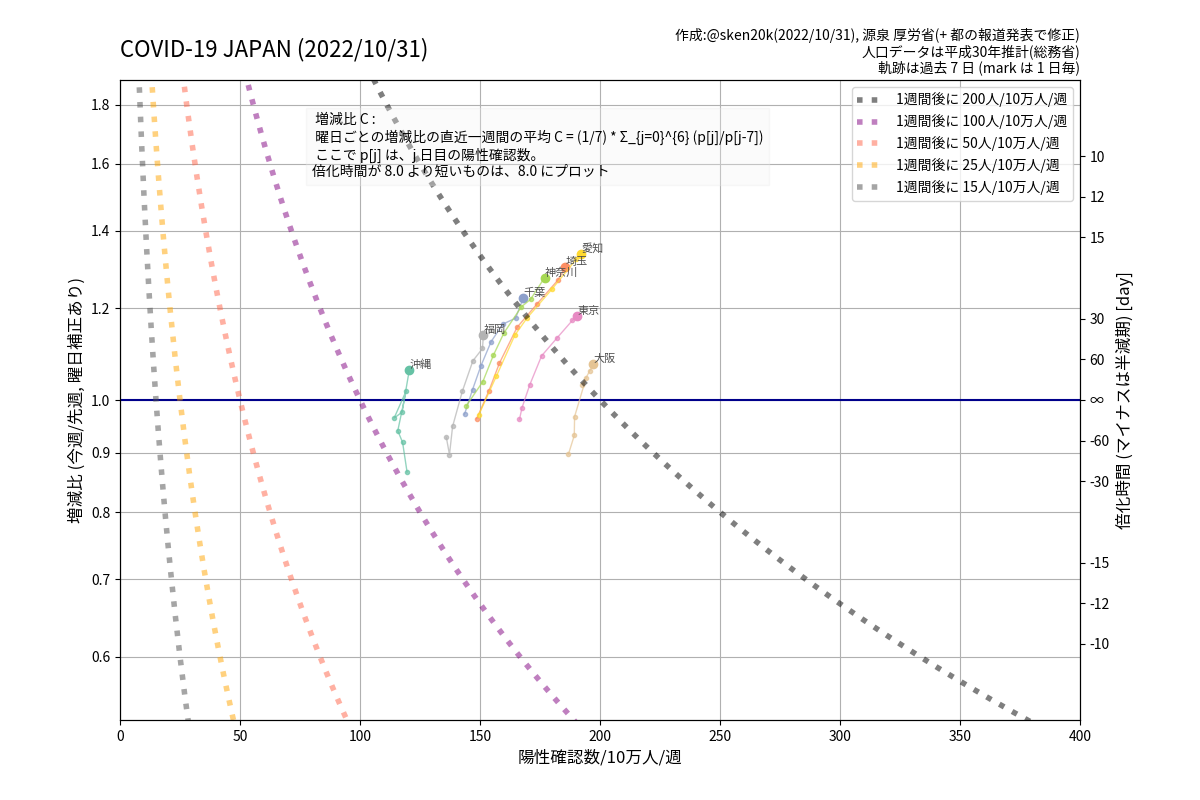 COVID-19 JAPAN (2022/10/31)
作成:@sken20k(2022/10/31), 源泉 厚労省(+ 都の報道発表で修正)
人口データは平成30年推計(総務省)
軌跡は過去 7 日 (mark は 1 日毎)
1週間後に 200人/10万人/週
1週間後に 100人/10万人/週
1週間後に 50人/10万人/週
1週間後に 25人/10万人/週
1週間後に 15人/10万人/週
増減比 C :
曜日ごとの増減比の直近一週間の平均 C = (1/7) * Σ_{j=0}^{6} (p[j]/p[j-7])
ここで p[j] は、j 日目の陽性確認数。
倍化時間が 8.0 より短いものは、8.0 にプロット
愛知
埼玉
神奈川
千葉
東京
福岡
大阪
沖縄
増減比 (今週/先週, 曜日補正あり)
1.8
1.6
1.4
1.2
1.0
0.9
0.8
0.7
0.6
倍化時間 (マイナスは半減期) [day]
10
12
15
30
60
∞
-60
-30
-15
-12
-10
0
50
100
150
200
250
300
350
400
陽性確認数/10万人/週